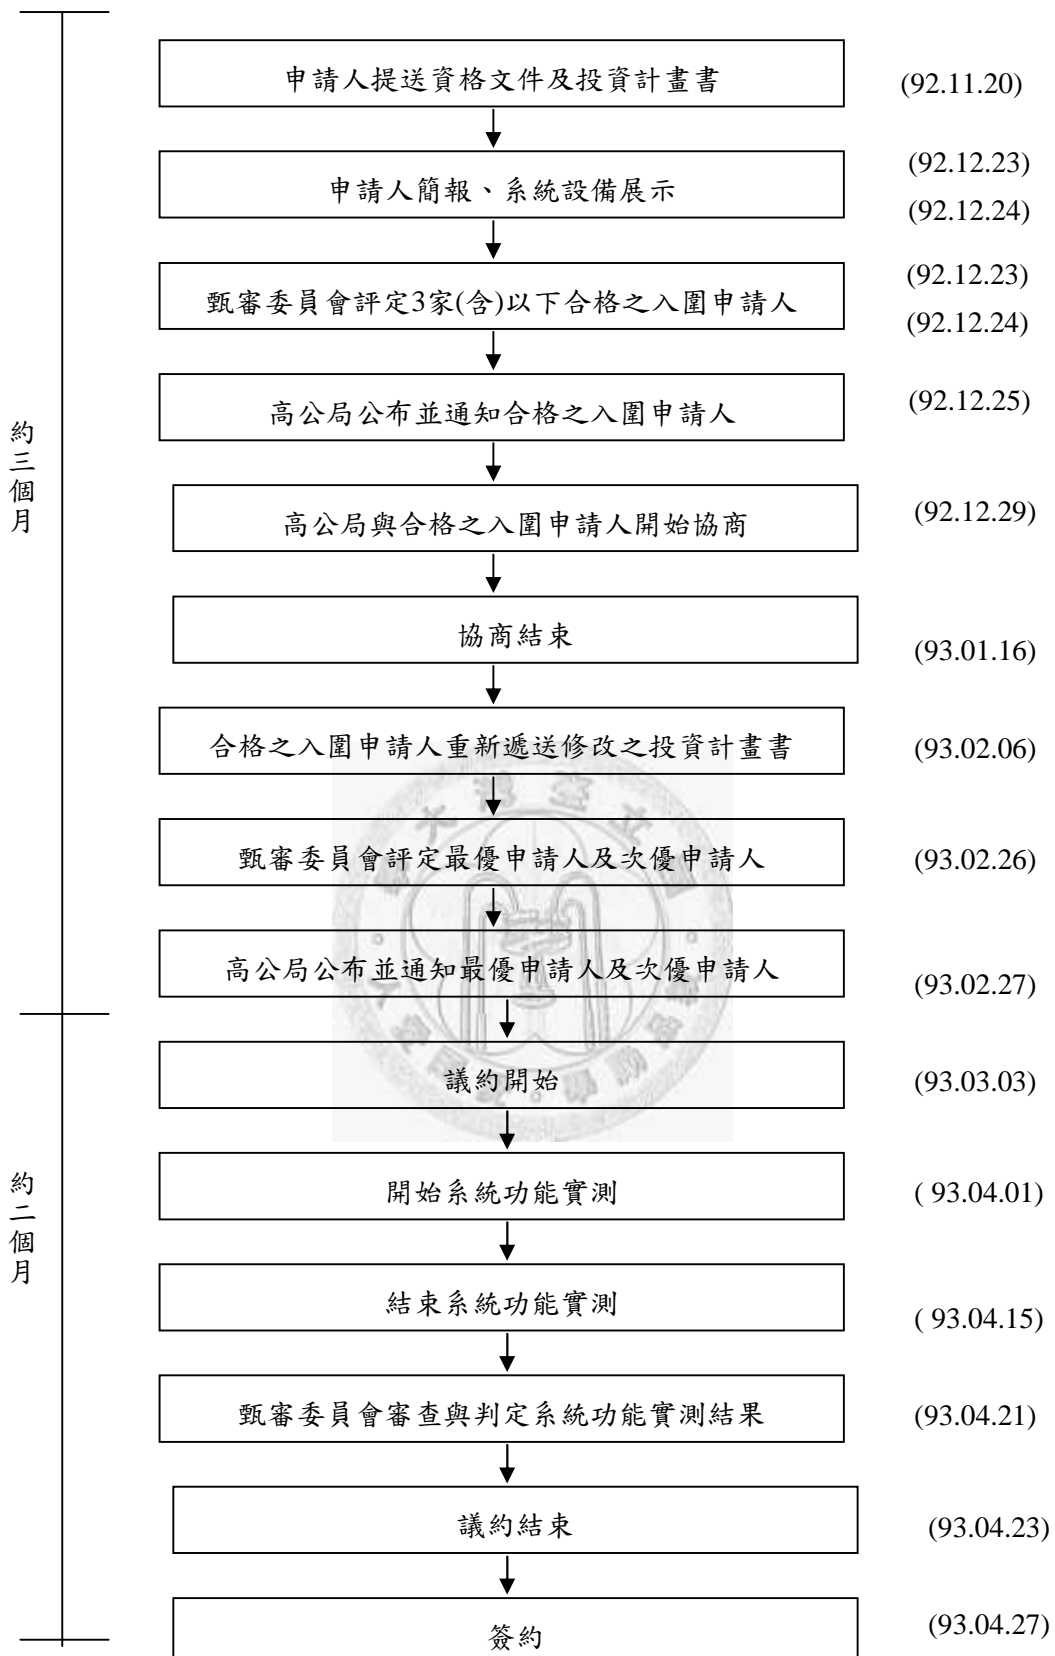 申請人提送資格文件及投資計畫書 (92.11.20)
(92.12.23)
申請人簡報、系統設備展示
(92.12.24)
(92.12.23)
甄審委員會評定3家(含)以下合格之入圍申請人
(92.12.24)
高公局公布並通知合格之入圍申請人 (92.12.25)
約三個月
高公局與合格之入圍申請人開始協商 (92.12.29)
協商結束 (93.01.16)
合格之入圍申請人重新遞送修改之投資計畫書 (93.02.06)
甄審委員會評定最優申請人及次優申請人 (93.02.26)
高公局公布並通知最優申請人及次優申請人 (93.02.27)
議約開始 (93.03.03)
約二個月
開始系統功能實測 ( 93.04.01)
結束系統功能實測 ( 93.04.15)
甄審委員會審查與判定系統功能實測結果 (93.04.21)
議約結束 (93.04.23)
簽約 (93.04.27)